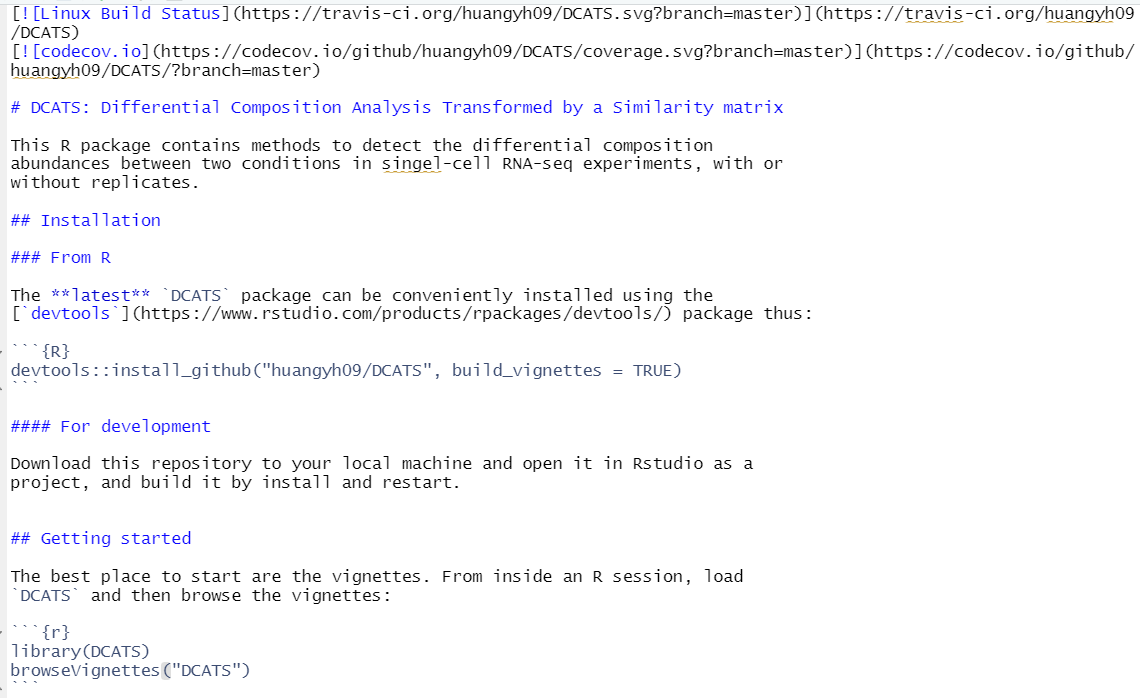 [![Linux Build Status](https://travis-ci.org/huangyh09/DCATS.svg?branch=master)](https://travis-ci.org/huangyh09
/DCATS)
[![codecov.io](https://codecov.io/github/huangyh09/DCATS/coverage.svg?branch=master)](https://codecov.io/github/
huangyh09/DCATS/?branch=master)
# DCATS: Differential Composition Analysis Transformed by a Similarity matrix
This R package contains methods to detect the differential composition
abundances between two conditions in singel-cell RNA-seq experiments, with or
without replicates.
## Installation
### From R
The **latest** `DCATS` package can be conveniently installed using the
[`devtools`](https://www.rstudio.com/products/rpackages/devtools/) package thus:
```{R}
devtools::install_github("huangyh09/DCATS", build_vignettes = TRUE)
```
#### For development
Download this repository to your local machine and open it in Rstudio as a
project, and build it by install and restart.
## Getting started
The best place to start are the vignettes. From inside an R session, load
`DCATS` and then browse the vignettes:
```{r}
library(DCATS)
browseVignettes("DCATS")
```